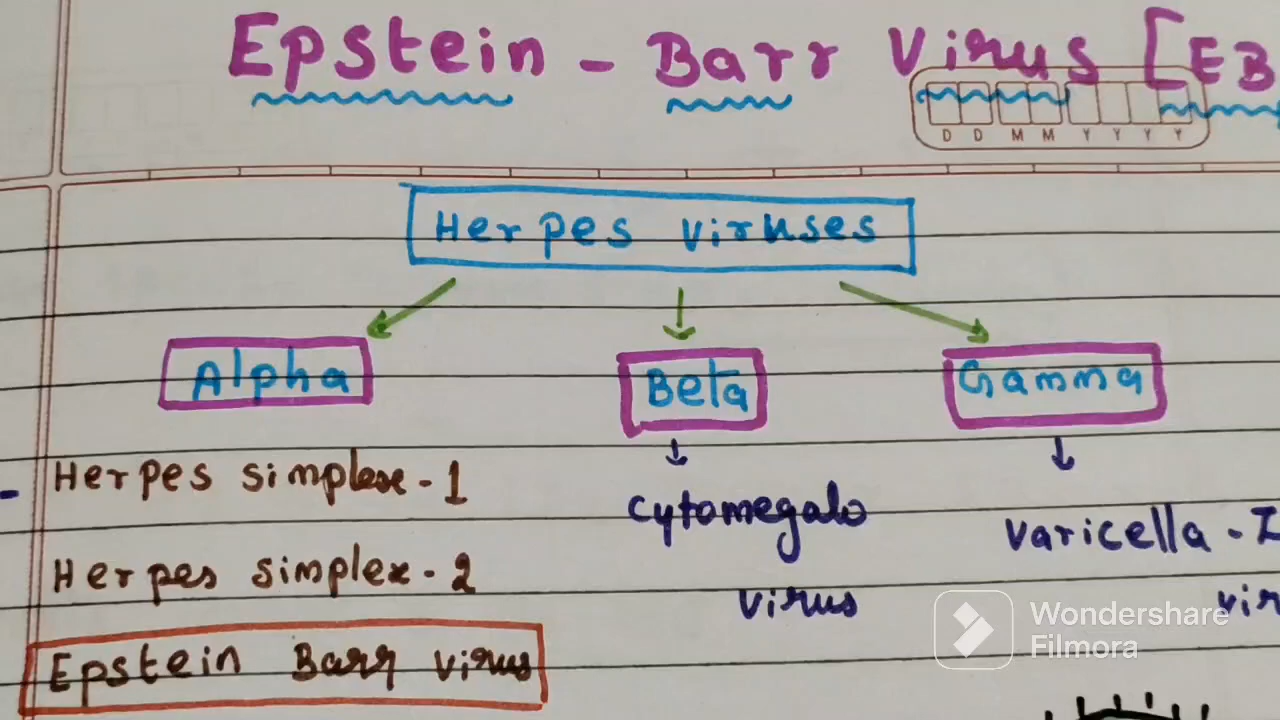 Epstein - Barr Virus [EB
D D M M Y Y Y Y
Herpes viruses
Alpha
Beta
Gamma
Herpes simplex - 1
Herpes simplex - 2
Epstein Barr virus
cytomegalo
virus
varicella - Z
vir
Wondershare
Filmora